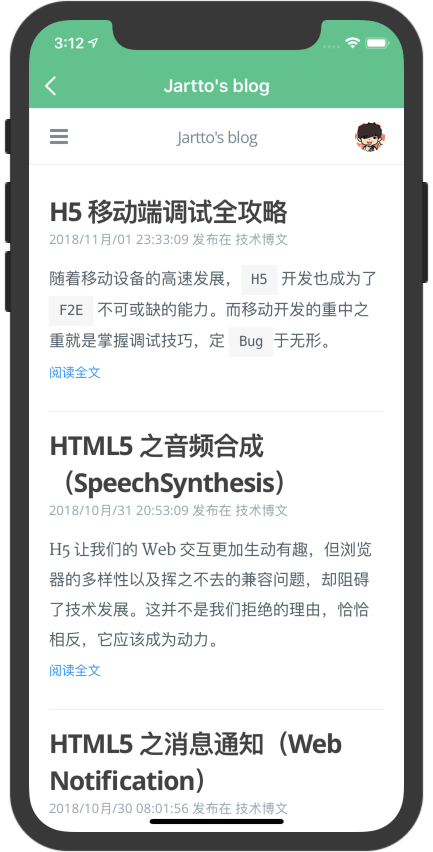 3:12
Jartto's blog
Jartto's blog
H5 移动端调试全攻略
2018/11月/01 23:33:09 发布在 技术博文
随着移动设备的高速发展， H5 开发也成为了
F2E 不可或缺的能力。而移动开发的重中之
重就是掌握调试技巧，定 Bug 于无形。
阅读全文
HTML5 之音频合成
（SpeechSynthesis）
2018/10月/31 20:53:09 发布在 技术博文
H5 让我们的 Web 交互更加生动有趣，但浏览
器的多样性以及挥之不去的兼容问题，却阻碍
了技术发展。这并不是我们拒绝的理由，恰恰
相反，它应该成为动力。
阅读全文
HTML5 之消息通知（Web
Notification）
2018/10月/30 08:01:56 发布在 技术博文